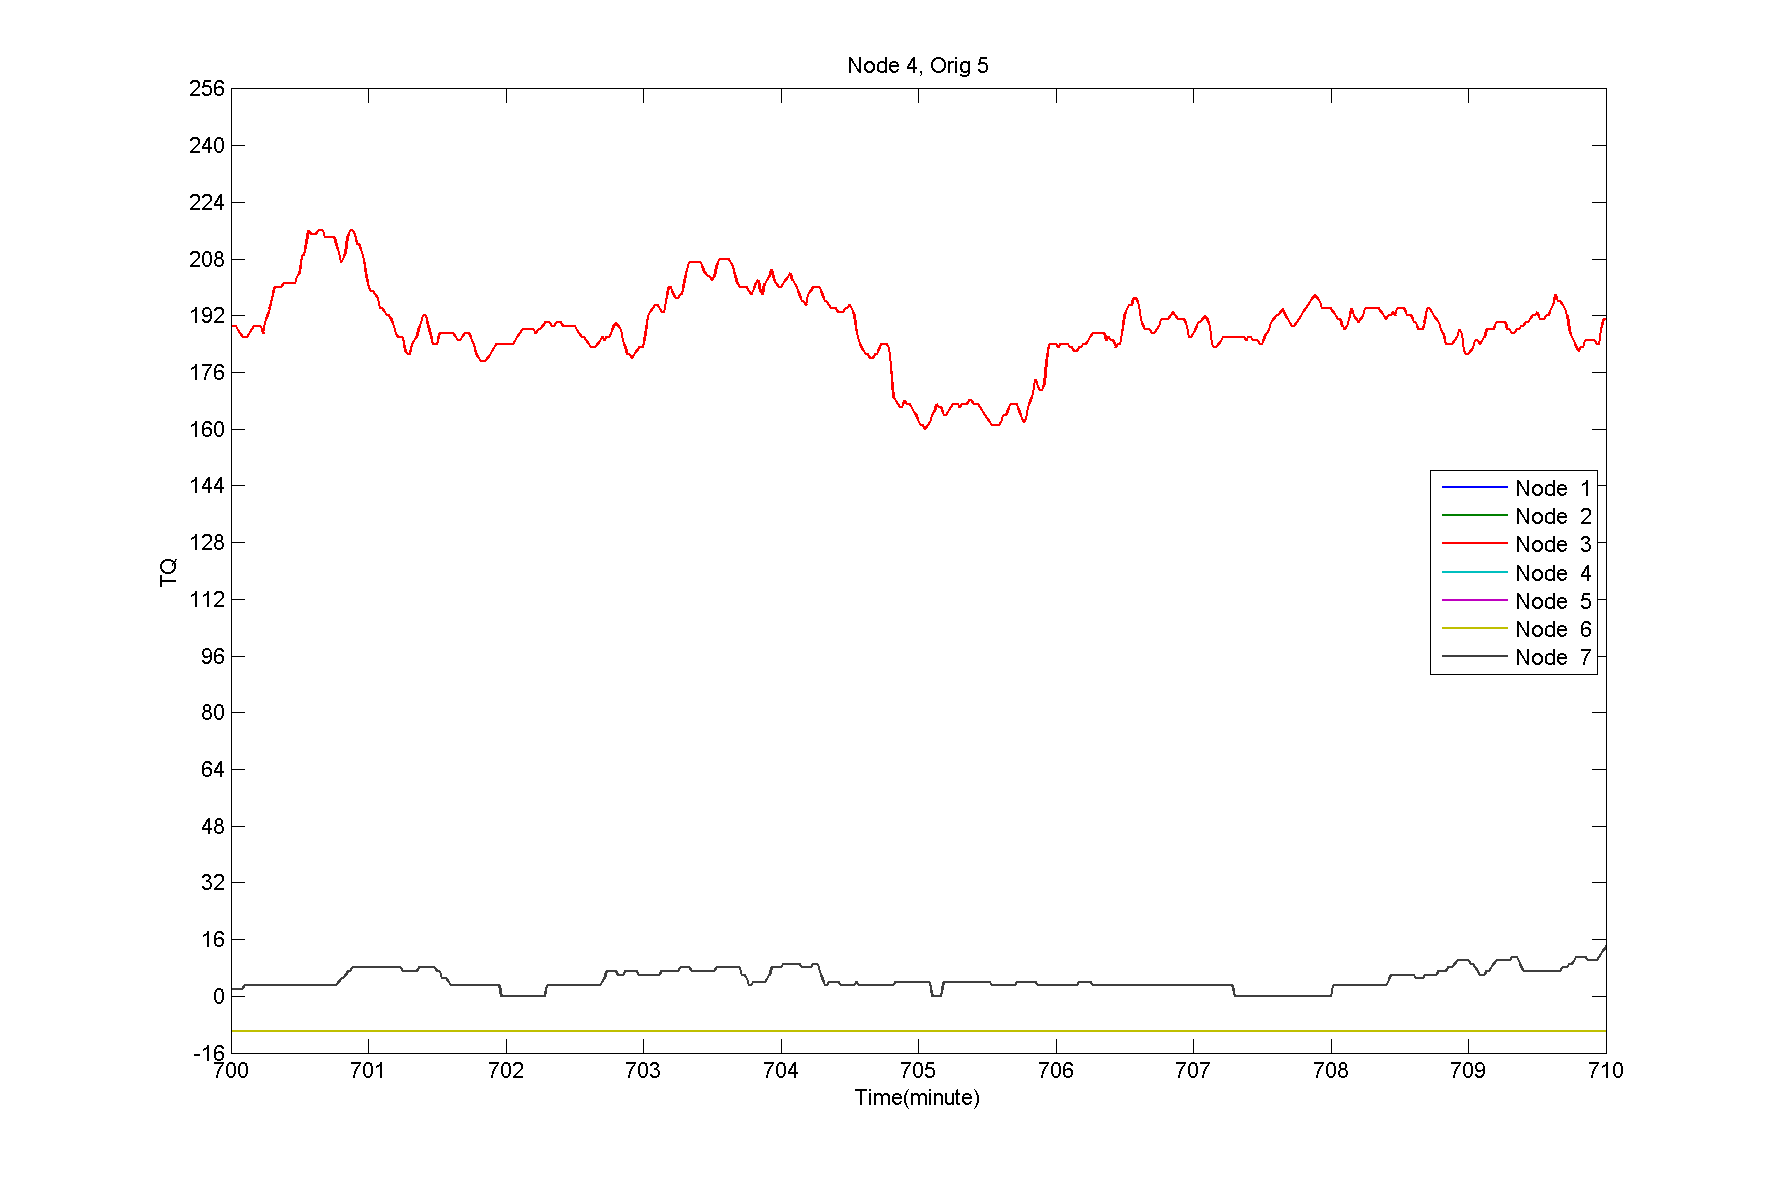 Node 4, Orig 5
256
240
224
208
192
176
160
144
128
112
96
80
64
48
32
16
0
-16
TQ
Node 1
Node 2
Node 3
Node 4
Node 5
Node 6
Node 7
700 701 702 703 704 705 706 707 708 709 710
Time(minute)